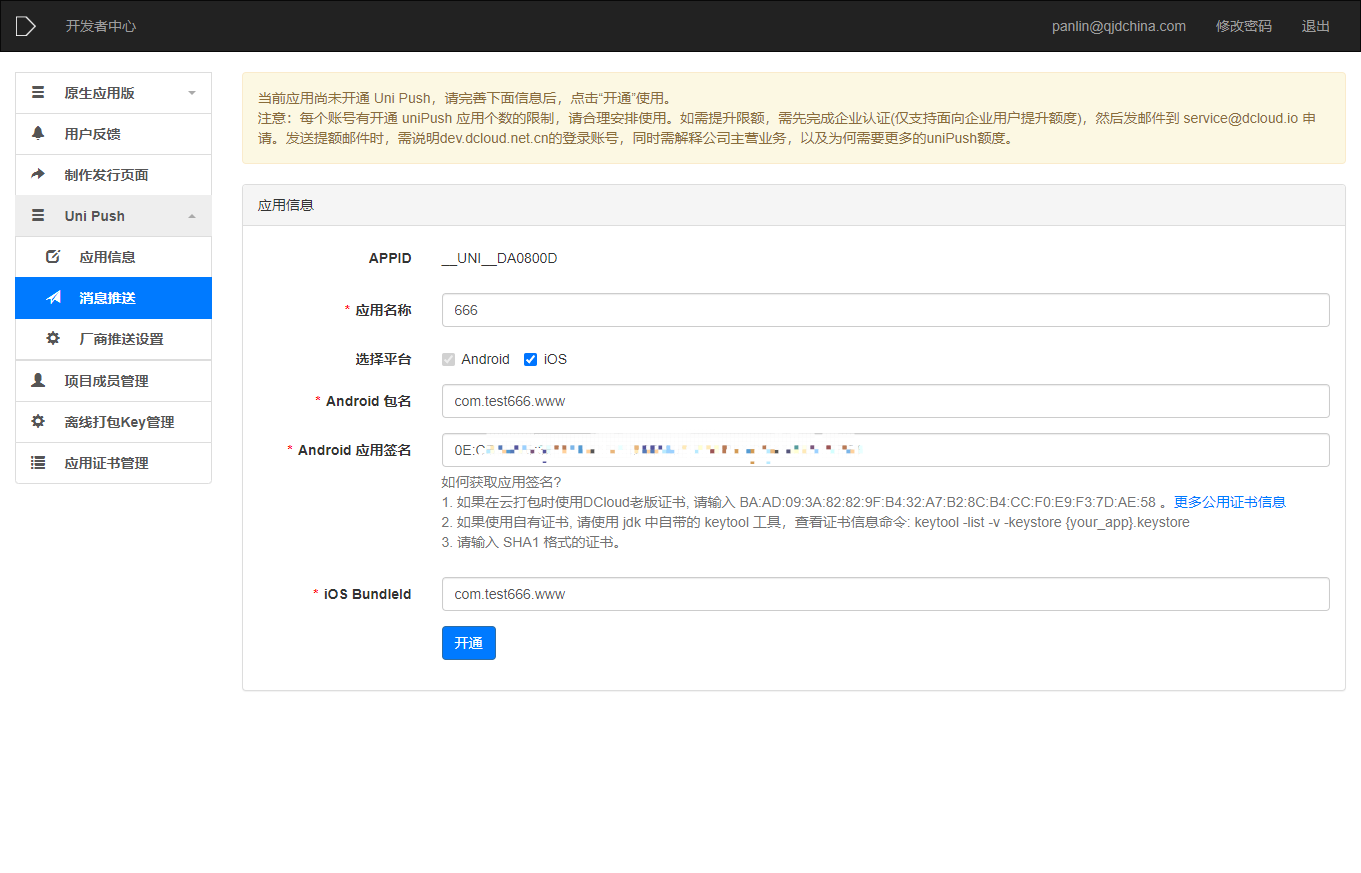 开发者中心
panlin@qjdchina.com
修改密码
退出
原生应用版
用户反馈
制作发行页面
Uni Push
应用信息
消息推送
厂商推送设置
项目成员管理
离线打包Key管理
应用证书管理
当前应用尚未开通 Uni Push，请完善下面信息后，点击“开通”使用。
注意：每个账号有开通 uniPush 应用个数的限制，请合理安排使用。如需提升限额，需先完成企业认证(仅支持面向企业用户提升额度)，然后发邮件到 service@dcloud.io 申
请。发送提额邮件时，需说明dev.dcloud.net.cn的登录账号，同时需解释公司主营业务，以及为何需要更多的uniPush额度。
应用信息
APPID __UNI__DA0800D
* 应用名称 666
选择平台 Android iOS
* Android 包名 com.test666.www
* Android 应用签名 0E:C
如何获取应用签名?
1. 如果在云打包时使用DCloud老版证书, 请输入 BA:AD:09:3A:82:82:9F:B4:32:A7:B2:8C:B4:CC:F0:E9:F3:7D:AE:58 。更多公用证书信息
2. 如果使用自有证书, 请使用 jdk 中自带的 keytool 工具，查看证书信息命令: keytool -list -v -keystore {your_app}.keystore
3. 请输入 SHA1 格式的证书。
* iOS BundleId com.test666.www
开通